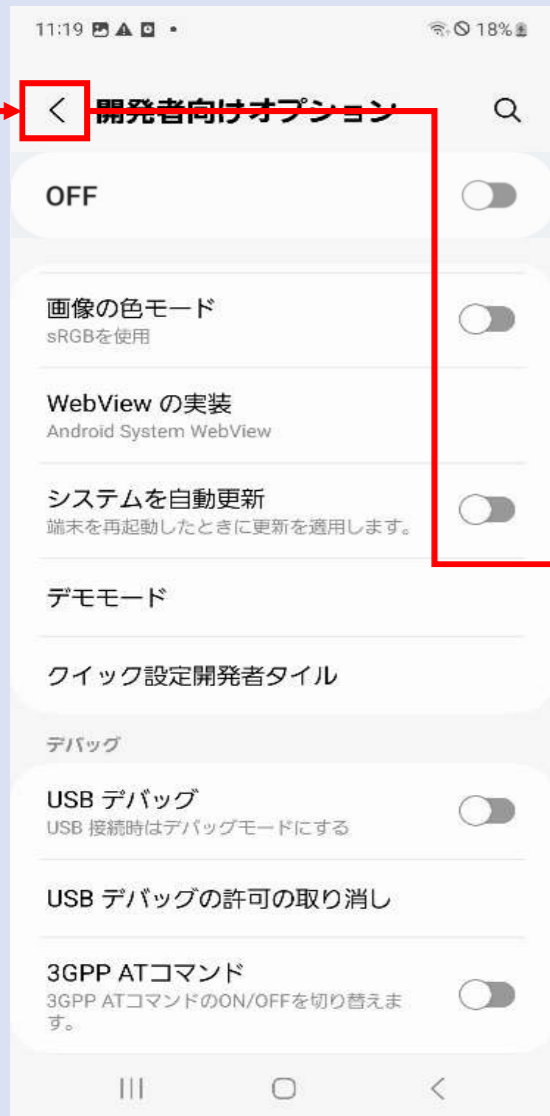 11:19
18%
開発者向けオプション
OFF
画像の色モード
sRGBを使用
WebView の実装
Android System WebView
システムを自動更新
端末を再起動したときに更新を適用します。
デモモード
クイック設定開発者タイル
デバッグ
USB デバッグ
USB 接続時はデバッグモードにする
USB デバッグの許可の取り消し
3GPP ATコマンド
3GPP ATコマンドのON/OFFを切り替えま
す。